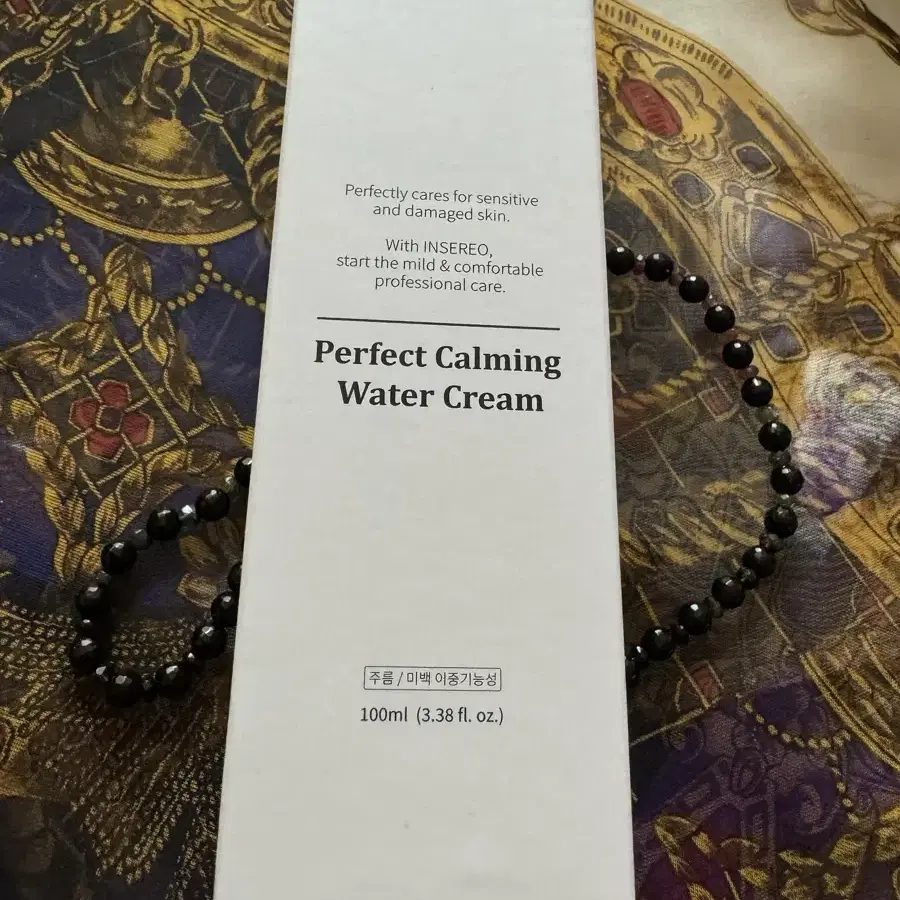 Perfectly cares for sensitive
and damaged skin.
With INSEREO,
start the mild & comfortable
professional care.
Perfect Calming
Water Cream
주름 / 미백 이중기능성
100ml (3.38 fl. oz.)